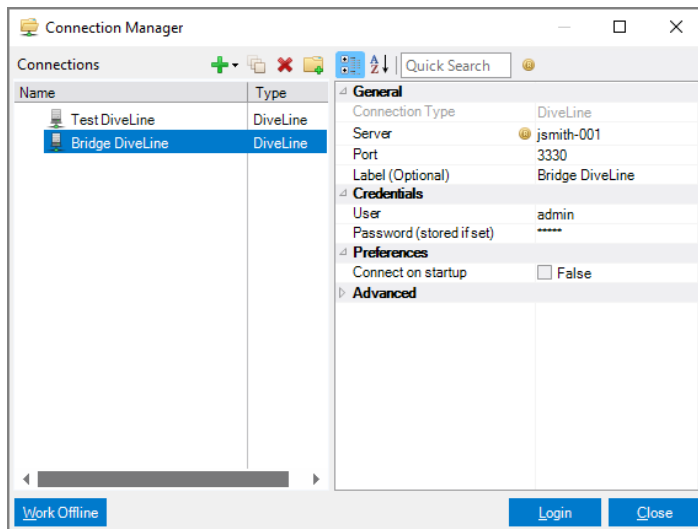 Connection Manager
Connections
Quick Search
Name Type
Test DiveLine DiveLine
Bridge DiveLine DiveLine
General
Connection Type DiveLine
Server jsmith-001
Port 3330
Label (Optional) Bridge DiveLine
Credentials
User admin
Password (stored if set) *****
Preferences
Connect on startup False
Advanced
Work Offline Login Close